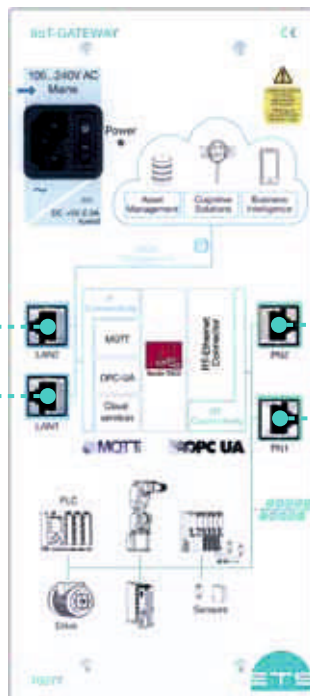 IIoT-GATEWAY
CE
100...240V AC
Mains
Power
Asset
Management
Cognitive
Solutions
Business
Intelligence
LAN2
LAN1
MQTT
OPC-UA
Cloud
services
RT-Ethernet
Connector
PN2
PN1
MQTT
OPC UA
PLC
Drive
Sensors
ETS